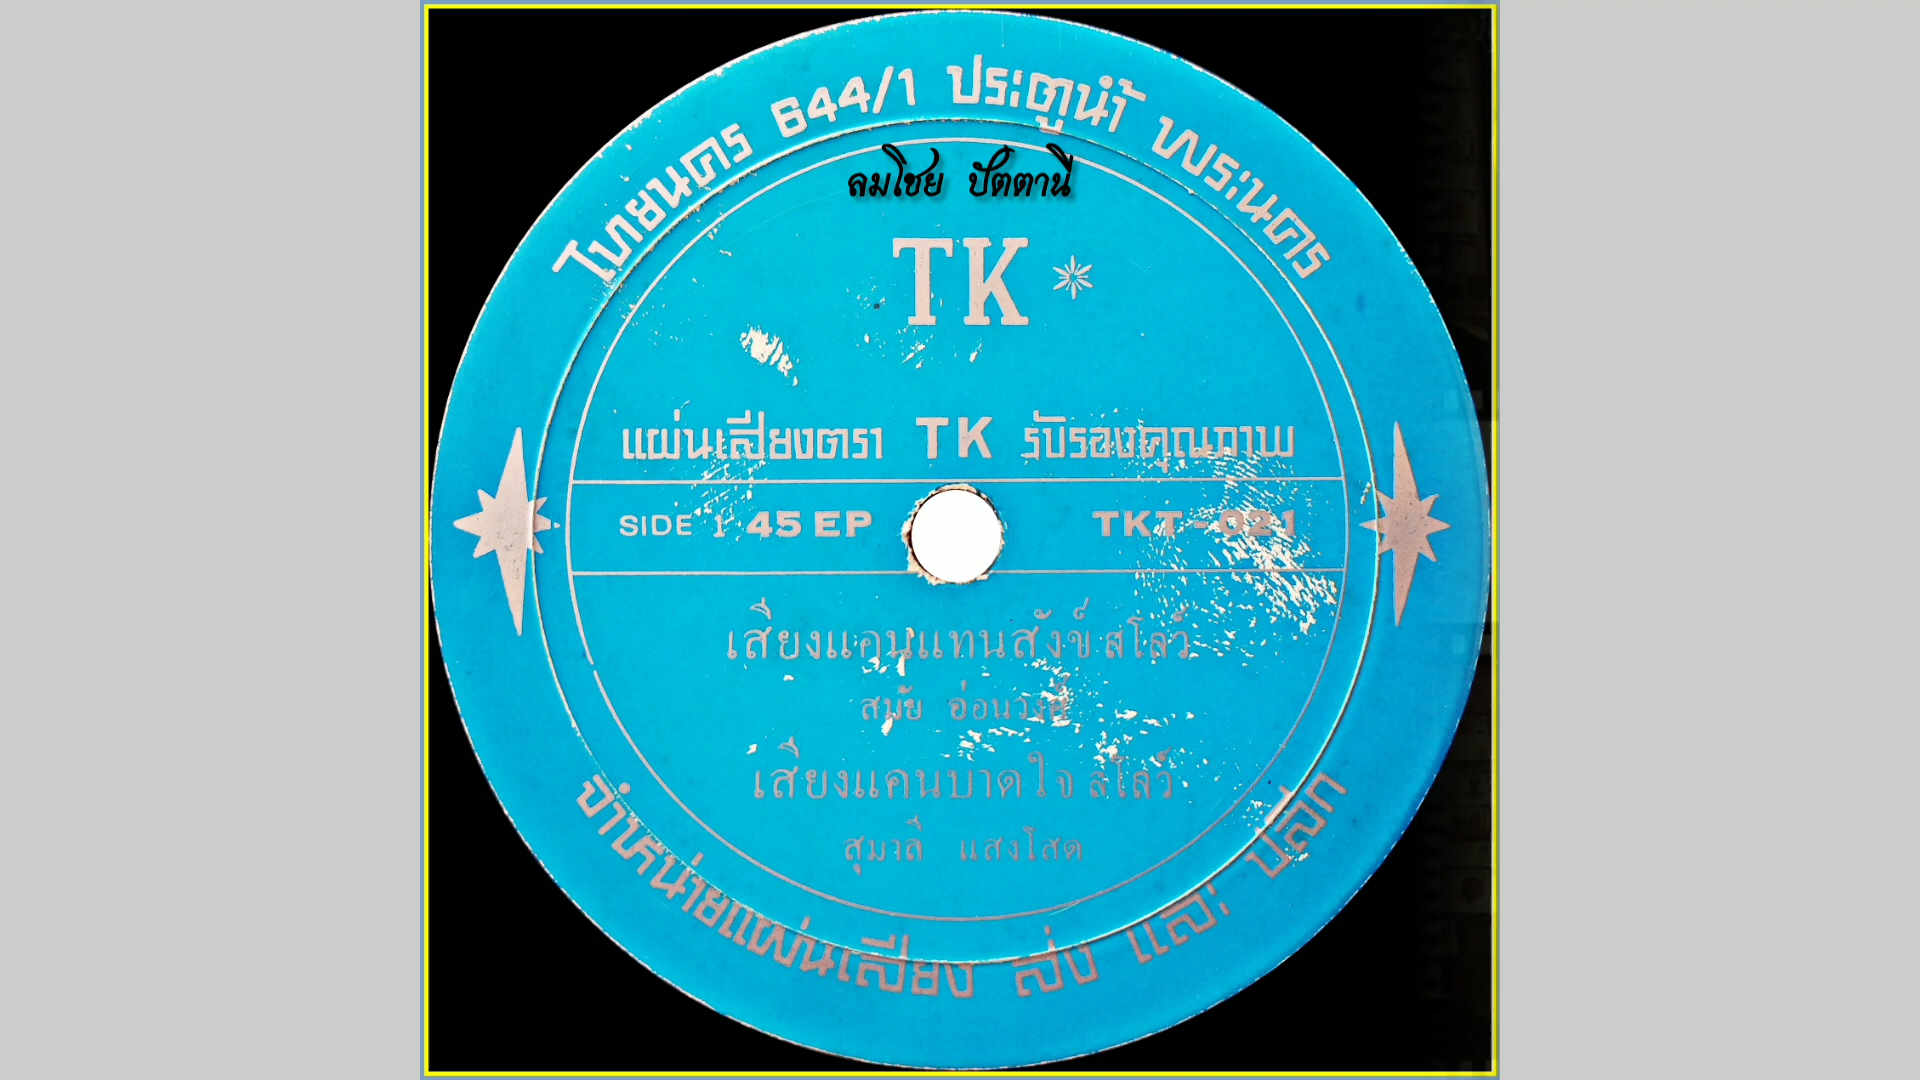 ไทยนคร 644/1 ประตูน้ำ พระนคร
ลมโชย ปัตตานี
TK
แผ่นเสียงตรา TK รับรองคุณภาพ
SIDE 1 45 EP TKT-021
เสียงแคนแทนสังข์ สโลว์
สมัย อ่อนวงศ์
เสียงแคนบาดใจ สโลว์
สุมาลี แสงโสด
จำหน่ายแผ่นเสียง ส่ง และ ปลีก